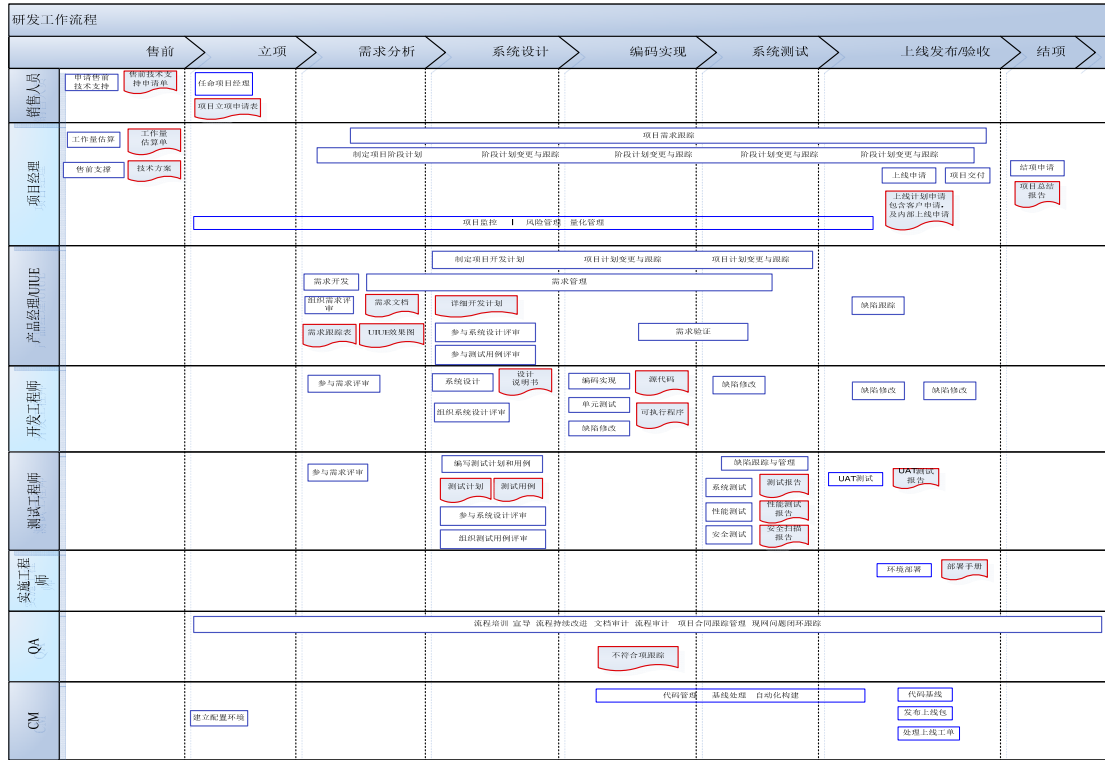 研发工作流程
售前
立项
需求分析
系统设计
编码实现
系统测试
上线发布/验收
结项
销售人员
申请售前
技术支持
售前技术支
持申请单
任命项目经理
项目立项申请表
项目经理
工作量估算
工作量
估算单
售前支撑
技术方案
项目需求跟踪
制定项目阶段计划
阶段计划变更与跟踪
阶段计划变更与跟踪
阶段计划变更与跟踪
阶段计划变更与跟踪
上线申请
项目交付
结项申请
上线计划申请
包含客户申请,
及内部上线申请
项目总结
报告
项目监控 I 风险管理 量化管理
产品经理/UIUE
制定项目开发计划
项目计划变更与跟踪
项目计划变更与跟踪
需求开发
需求管理
组织需求评
审
需求文档
详细开发计划
缺陷跟踪
需求跟踪表
UIUE效果图
参与系统设计评审
需求验证
参与测试用例评审
开发工程师
参与需求评审
系统设计
设计
说明书
编码实现
源代码
缺陷修改
缺陷修改
缺陷修改
组织系统设计评审
单元测试
可执行程序
缺陷修改
测试工程师
参与需求评审
编写测试计划和用例
测试计划
测试用例
参与系统设计评审
组织测试用例评审
缺陷跟踪与管理
系统测试
测试报告
性能测试
性能测试
报告
安全测试
安全扫描
报告
UAT测试
UAT测试
报告
实施工程
师
环境部署
部署手册
QA
流程培训 宣导 流程持续改进 文档审计 流程审计 项目合同跟踪管理 现网问题闭环跟踪
不符合项跟踪
CM
建立配置环境
代码管理 基线处理 自动化构建
代码基线
发布上线包
处理上线工单